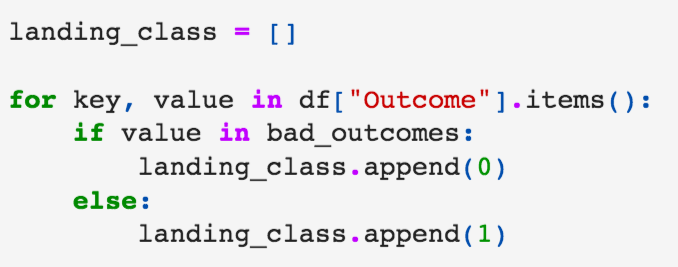 landing_class = []
for key, value in df["Outcome"].items():
    if value in bad_outcomes:
        landing_class.append(0)
    else:
        landing_class.append(1)